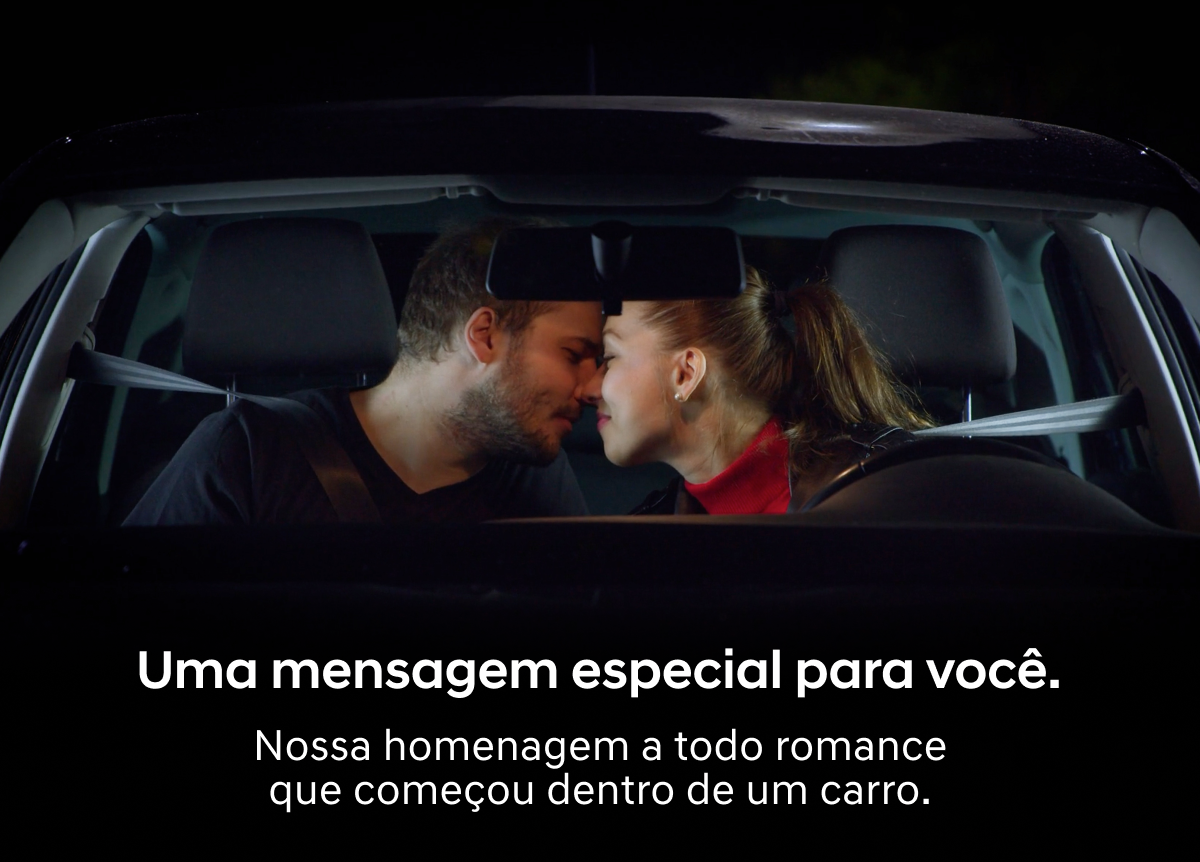 Uma mensagem especial para você.
Nossa homenagem a todo romance
que começou dentro de um carro.